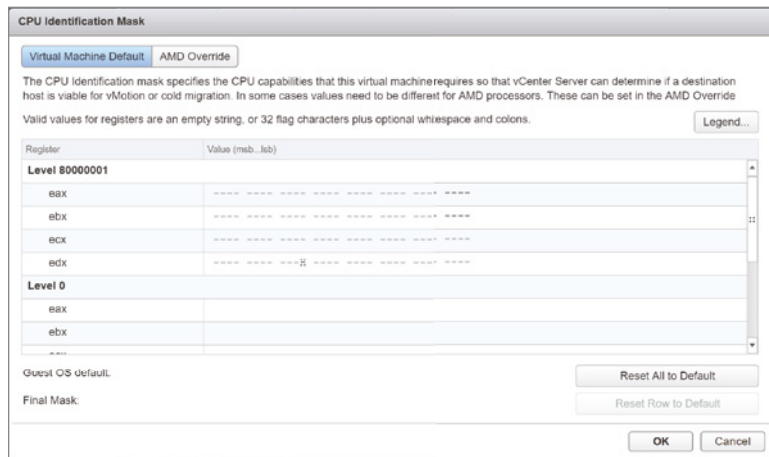 CPU Identification Mask
Virtual Machine Default AMD Override
The CPU Identification mask specifies the CPU capabilities that this virtual machinerequires so that vCenter Server can determine if a destination
host is viable for vMotion or cold migration. In some cases values need to be different for AMD processors. These can be set in the AMD Override
Valid values for registers are an empty string, or 32 flag characters plus optional whiespace and colons. Legend...
Register Value (msb...lsb)
Level 80000001
eax ---- ---- ---- ---- ---- ---- ---- ----
ebx ---- ---- ---- ---- ---- ---- ---- ----
ecx ---- ---- ---- ---- ---- ---- ---- ----
edx ---- ---- ---X ---- ---- ---- ---- ----
Level 0
eax
ebx
Guest OS default: Reset All to Default
Final Mask: Reset Row to Default
OK Cancel